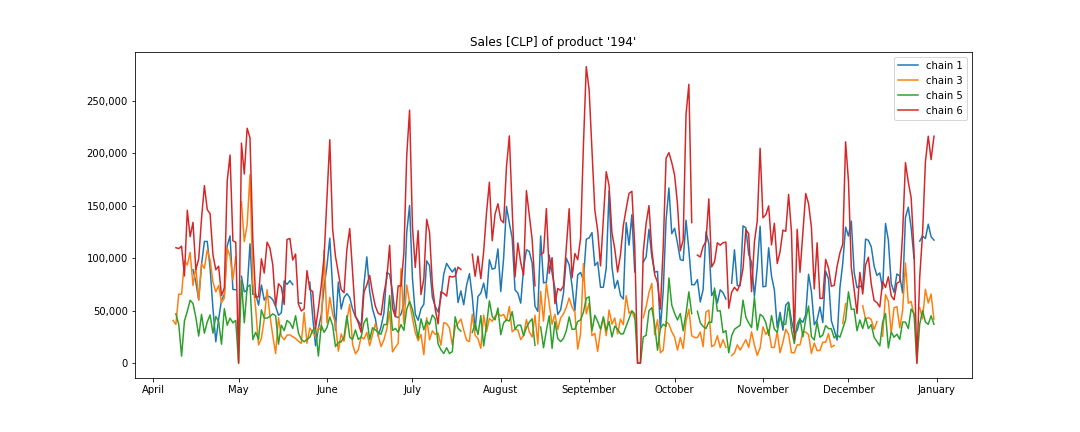 Sales [CLP] of product '194'
chain 1
chain 3
chain 5
chain 6
250,000
200,000
150,000
100,000
50,000
0
April May June July August September October November December January